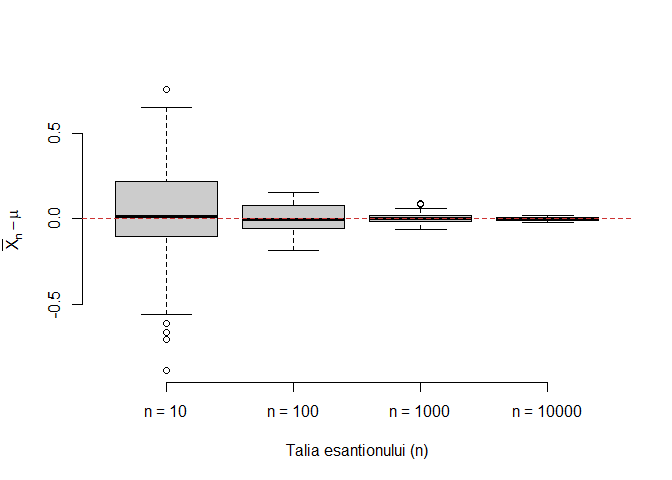 0.5
0.0
-0.5
X̅n − μ
n = 10
n = 100
n = 1000
n = 10000
Talia esantionului (n)